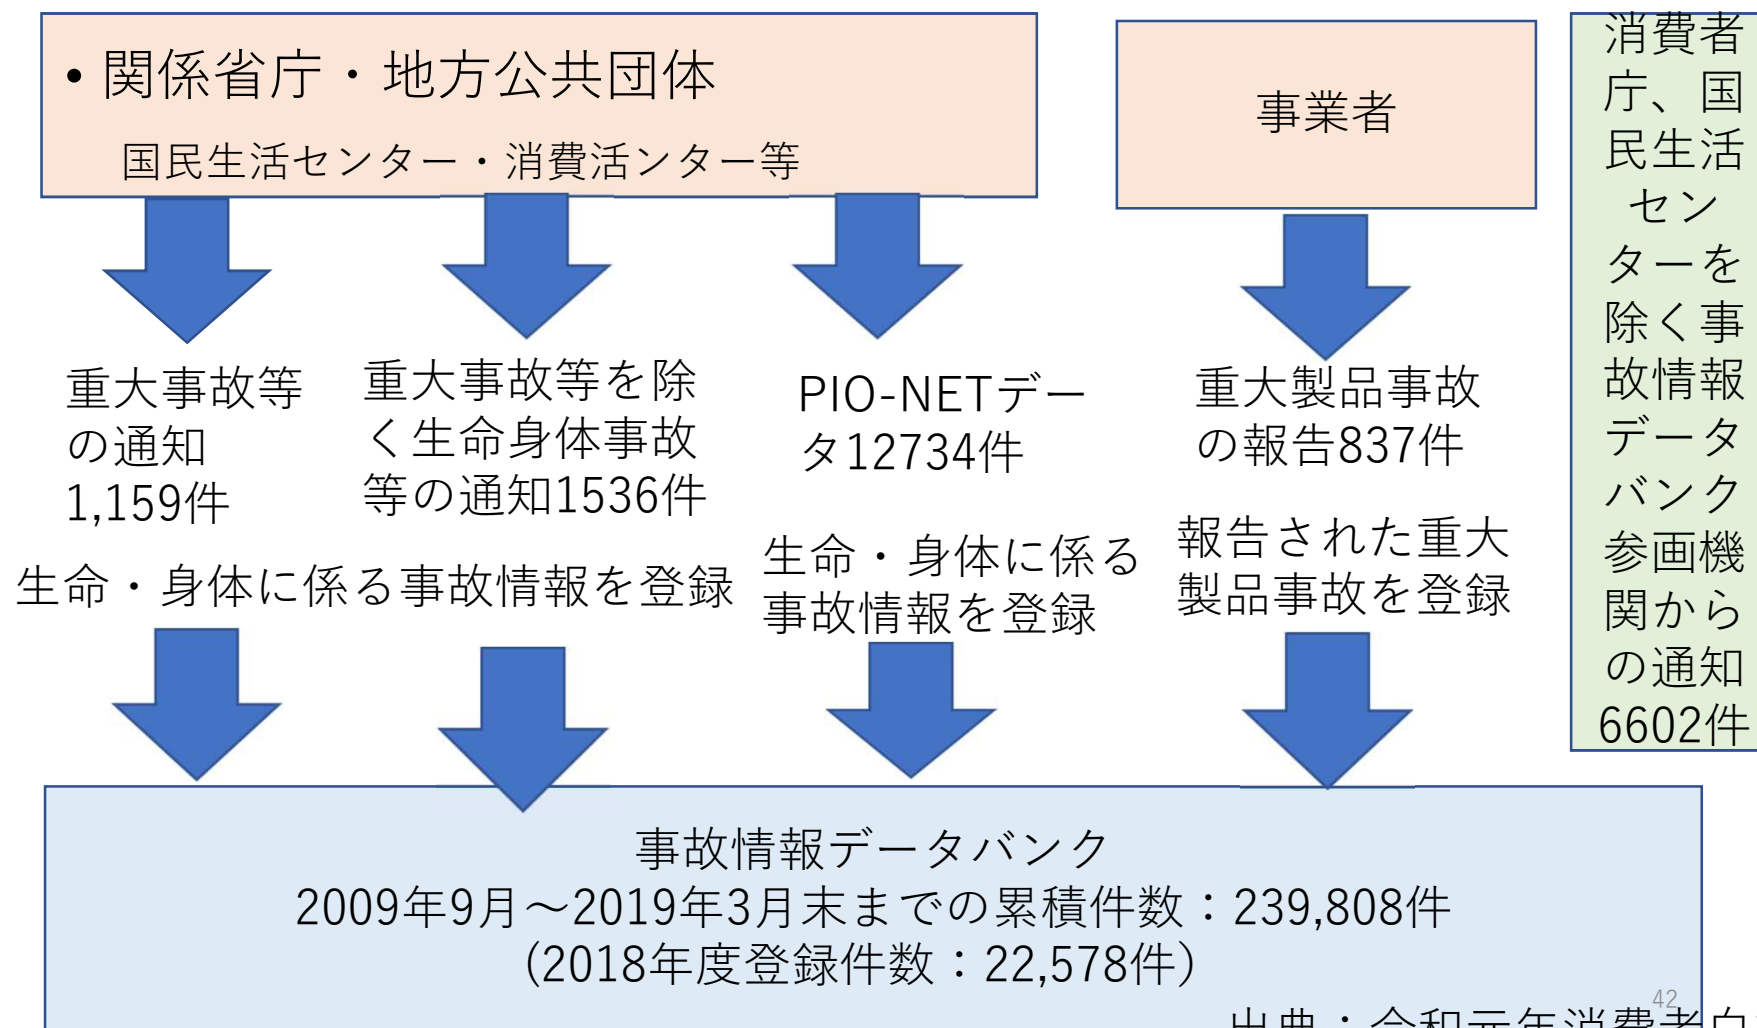 • 関係省庁・地方公共団体
国民生活センター・消費活ンター等
事業者
消費者
庁、国
民生活
セン
ターを
除く事
故情報
データ
バンク
参画機
関から
の通知
6602件
重大事故等
の通知
1,159件
重大事故等を除
く生命身体事故
等の通知1536件
PIO-NETデー
タ12734件
重大製品事故
の報告837件
生命・身体に係る事故情報を登録
生命・身体に係る
事故情報を登録
報告された重大
製品事故を登録
事故情報データバンク
2009年9月～2019年3月末までの累積件数：239,808件
(2018年度登録件数：22,578件)
42
出典：令和元年消費者白